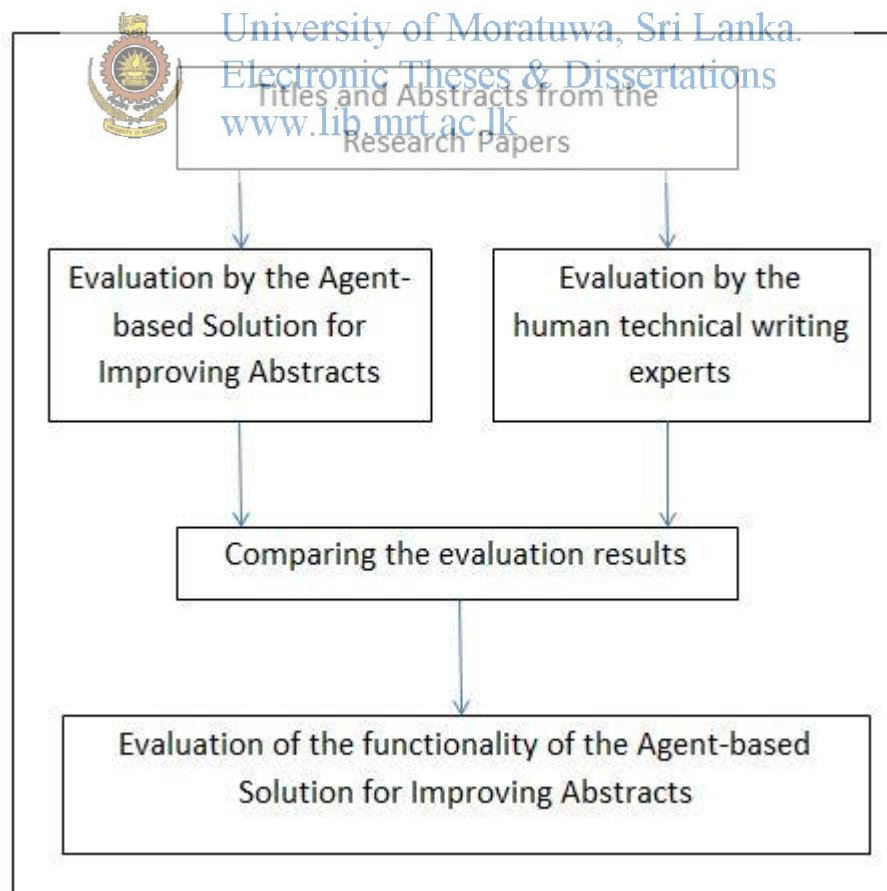 University of Moratuwa, Sri Lanka.
Electronic Theses & Dissertations
www.lib.mrt.ac.lk
Titles and Abstracts from the
Research Papers
Evaluation by the Agent-
based Solution for
Improving Abstracts
Evaluation by the
human technical writing
experts
Comparing the evaluation results
Evaluation of the functionality of the Agent-based
Solution for Improving Abstracts